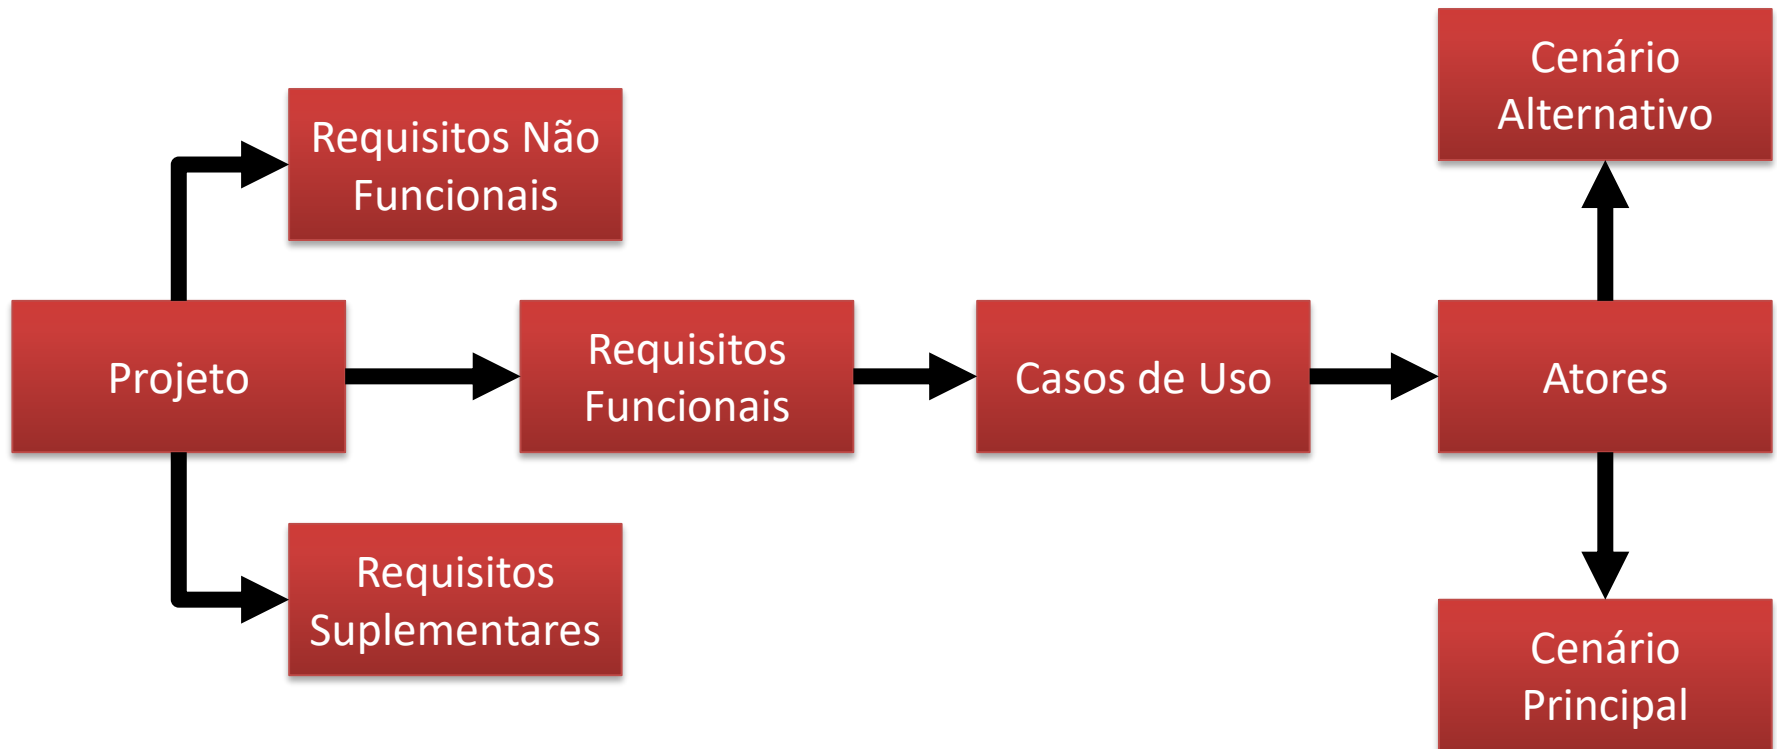 Cenário
Alternativo
Requisitos Não
Funcionais
Projeto
Requisitos
Funcionais
Casos de Uso
Atores
Requisitos
Suplementares
Cenário
Principal